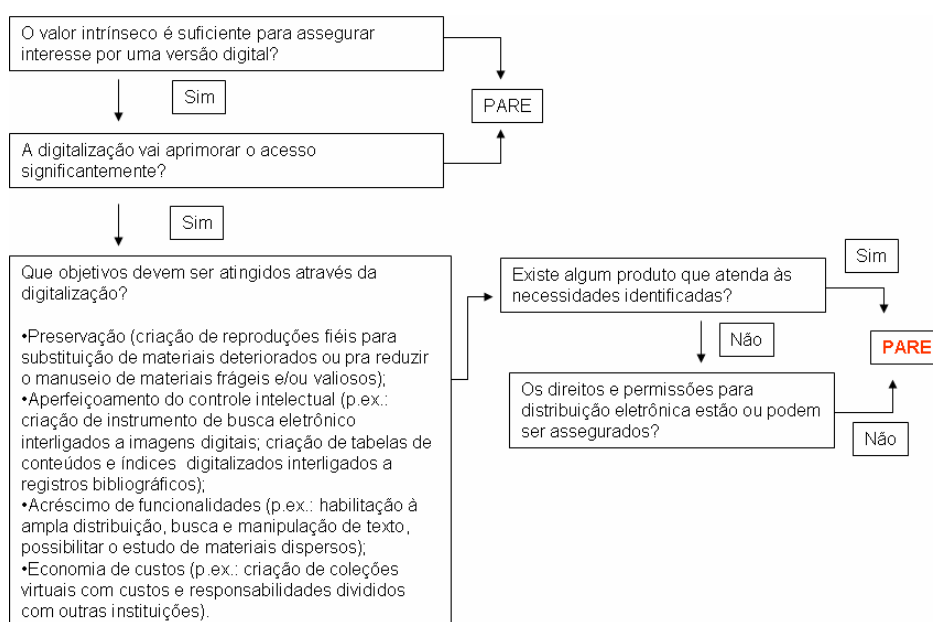 O valor intrínseco é suficiente para assegurar
interesse por uma versão digital?
Sim
PARE
A digitalização vai aprimorar o acesso
significantemente?
Sim
Que objetivos devem ser atingidos através da
digitalização?
•Preservação (criação de reproduções fiéis para
substituição de materiais deteriorados ou pra reduzir
o manuseio de materiais frágeis e/ou valiosos);
•Aperfeiçoamento do controle intelectual (p.ex.:
criação de instrumento de busca eletrônico
interligados a imagens digitais; criação de tabelas de
conteúdos e índices digitalizados interligados a
registros bibliográficos);
•Acréscimo de funcionalidades (p.ex.: habilitação à
ampla distribuição, busca e manipulação de texto,
possibilitar o estudo de materiais dispersos);
•Economia de custos (p.ex.: criação de coleções
virtuais com custos e responsabilidades divididos
com outras instituições).
Existe algum produto que atenda às
necessidades identificadas?
Sim
Não
PARE
Os direitos e permissões para
distribuição eletrônica estão ou podem
ser assegurados?
Não